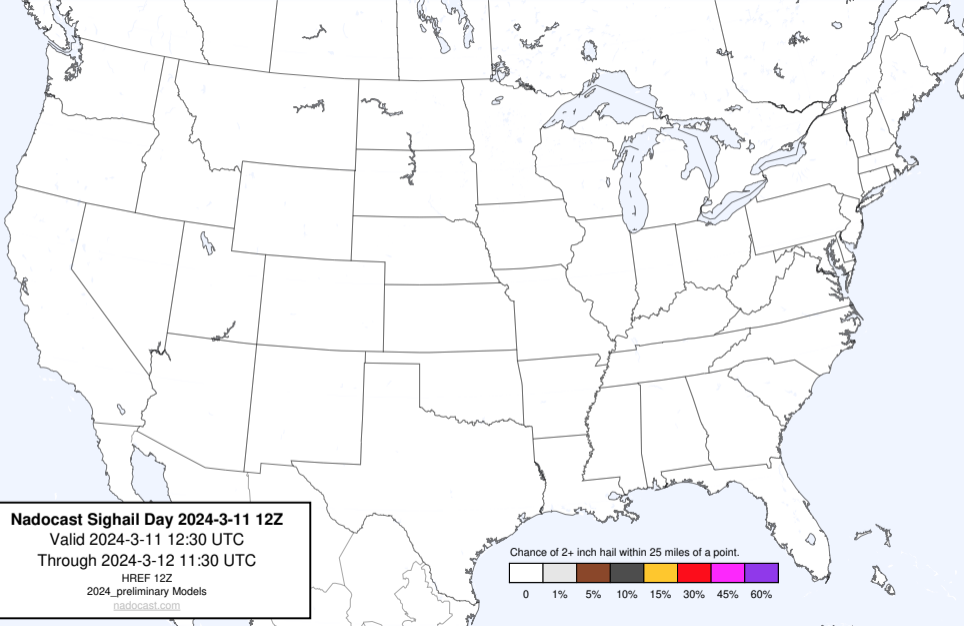 Nadocast Sighail Day 2024-3-11 12Z
Valid 2024-3-11 12:30 UTC
Through 2024-3-12 11:30 UTC
HREF 12Z
2024_preliminary Models
nadocast.com
Chance of 2+ inch hail within 25 miles of a point.
0 1% 5% 10% 15% 30% 45% 60%